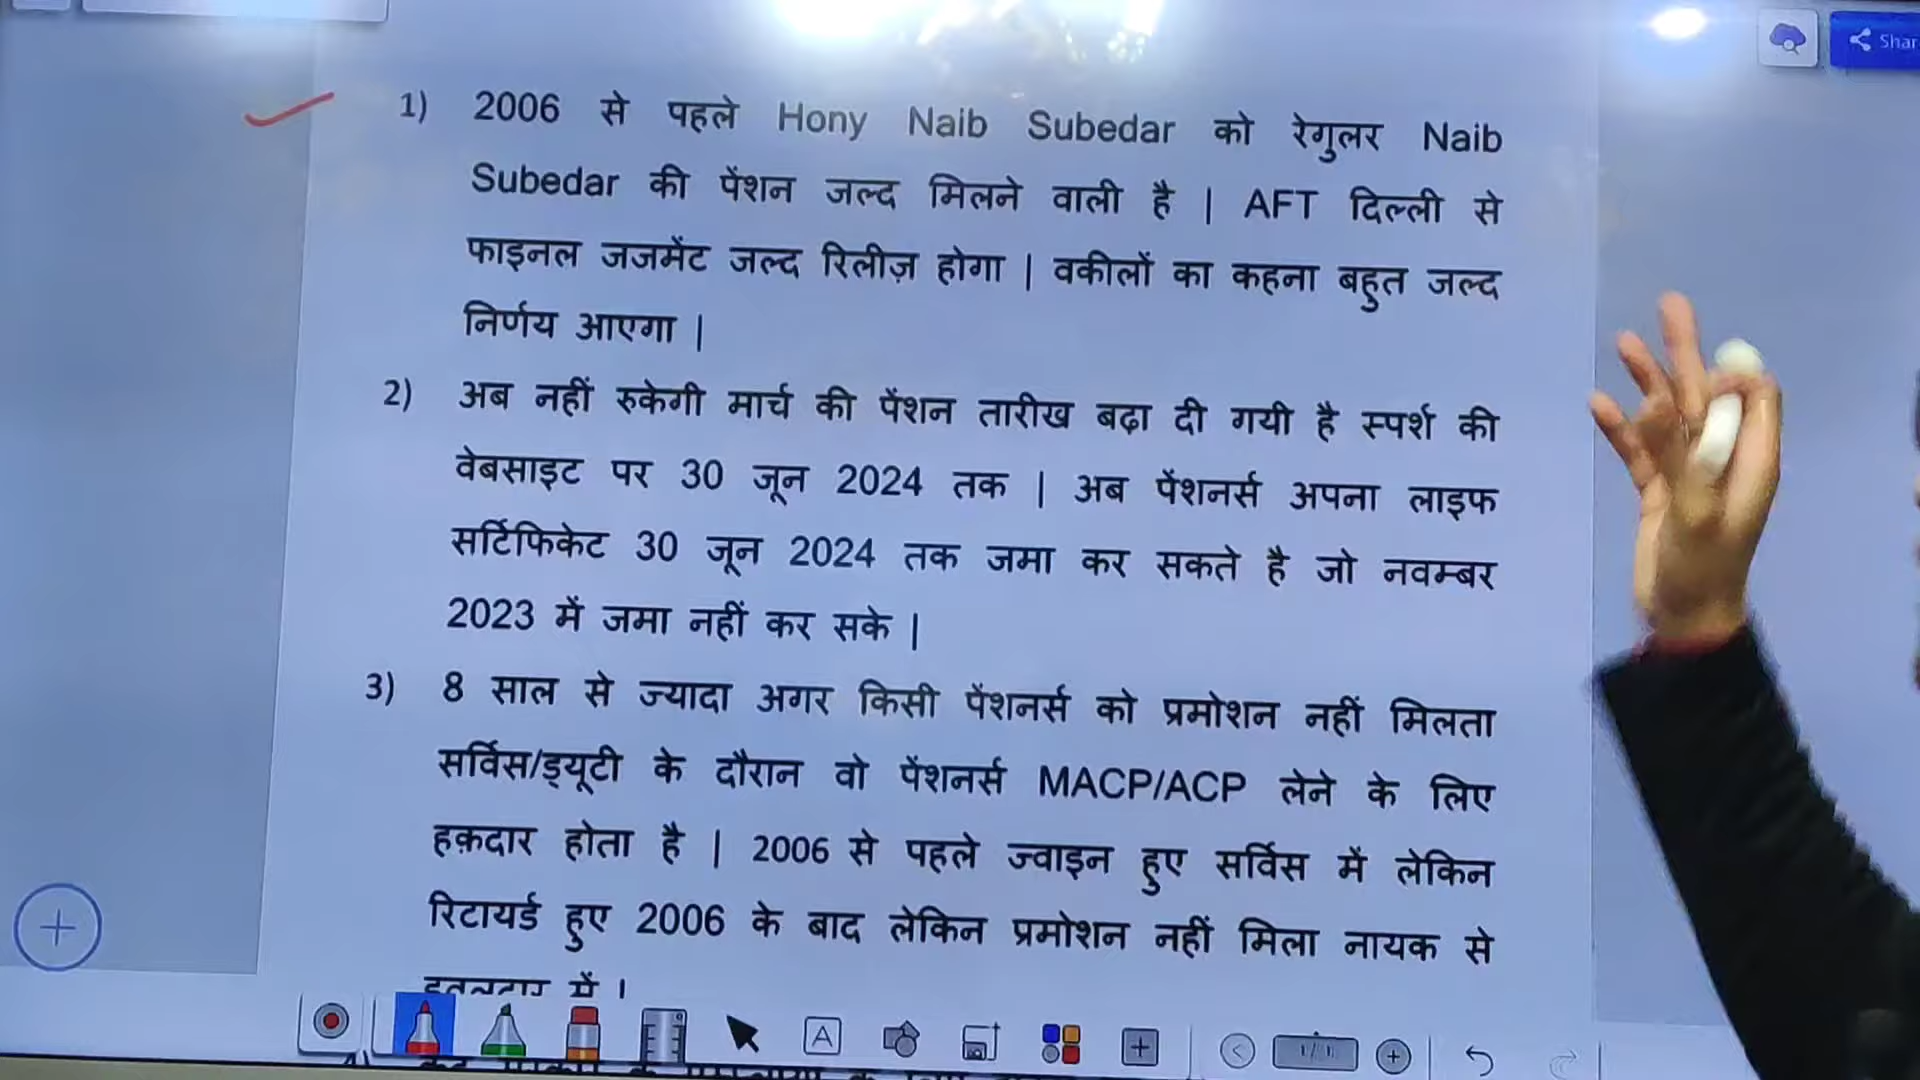 Shar
1) 2006 से पहले Hony Naib Subedar को रेगुलर Naib
Subedar की पेंशन जल्द मिलने वाली है | AFT दिल्ली से
फाइनल जजमेंट जल्द रिलीज़ होगा | वकीलों का कहना बहुत जल्द
निर्णय आएगा |
2) अब नहीं रुकेगी मार्च की पेंशन तारीख बढ़ा दी गयी है स्पर्श की
वेबसाइट पर 30 जून 2024 तक | अब पेंशनर्स अपना लाइफ
सर्टिफिकेट 30 जून 2024 तक जमा कर सकते है जो नवम्बर
2023 में जमा नहीं कर सके |
3) 8 साल से ज्यादा अगर किसी पेंशनर्स को प्रमोशन नहीं मिलता
सर्विस/ड्यूटी के दौरान वो पेंशनर्स MACP/ACP लेने के लिए
हक़दार होता है | 2006 से पहले ज्वाइन हुए सर्विस में लेकिन
रिटायर्ड हुए 2006 के बाद लेकिन प्रमोशन नहीं मिला नायक से
हवलदार में |
A
1/1